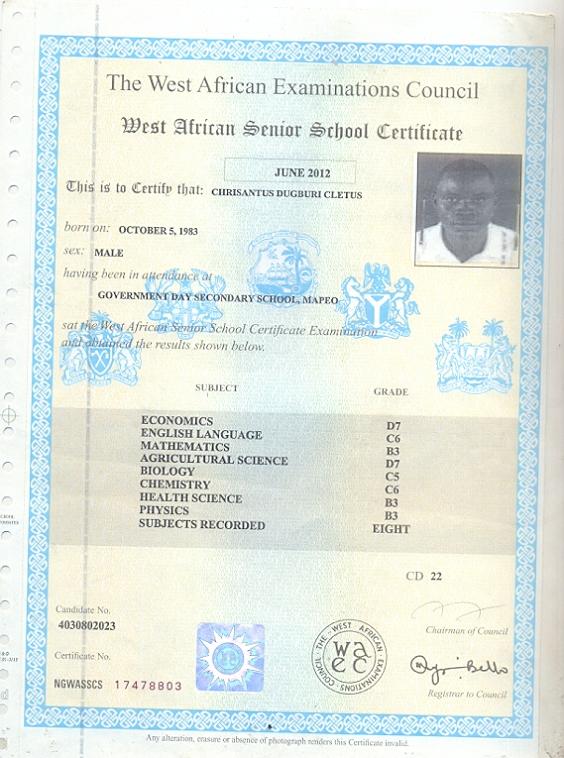 The West African Examinations Council
West African Senior School Certificate
JUNE 2012
This is to Certify that: CHRISANTUS DUGBURI CLETUS
born on: OCTOBER 5, 1983
sex: MALE
having been in attendance at
GOVERNMENT DAY SECONDARY SCHOOL, MAPEO
sat the West African Senior School Certificate Examination
and obtained the results shown below.
SUBJECT GRADE
ECONOMICS D7
ENGLISH LANGUAGE C6
MATHEMATICS B3
AGRICULTURAL SCIENCE D7
BIOLOGY C5
CHEMISTRY C6
HEALTH SCIENCE B3
PHYSICS B3
SUBJECTS RECORDED EIGHT
CD 22
Candidate No.
4030802023
Chairman of Council
Certificate No.
NGWASSCS 17478803
THE WEST AFRICAN EXAMINATIONS COUNCIL
waec
Registrar to Council
Any alteration, erasure or absence of photograph renders this Certificate invalid.